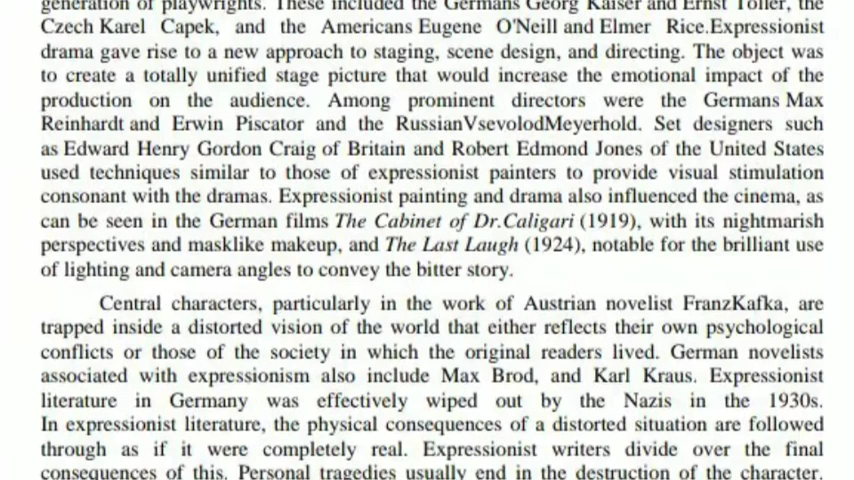 generation of playwrights. These included the Germans Georg Kaiser and Ernst Toller, the
Czech Karel Capek, and the Americans Eugene O'Neill and Elmer Rice.Expressionist
drama gave rise to a new approach to staging, scene design, and directing. The object was
to create a totally unified stage picture that would increase the emotional impact of the
production on the audience. Among prominent directors were the Germans Max
Reinhardt and Erwin Piscator and the RussianVsevolodMeyerhold. Set designers such
as Edward Henry Gordon Craig of Britain and Robert Edmond Jones of the United States
used techniques similar to those of expressionist painters to provide visual stimulation
consonant with the dramas. Expressionist painting and drama also influenced the cinema, as
can be seen in the German films The Cabinet of Dr.Caligari (1919), with its nightmarish
perspectives and masklike makeup, and The Last Laugh (1924), notable for the brilliant use
of lighting and camera angles to convey the bitter story.
Central characters, particularly in the work of Austrian novelist FranzKafka, are
trapped inside a distorted vision of the world that either reflects their own psychological
conflicts or those of the society in which the original readers lived. German novelists
associated with expressionism also include Max Brod, and Karl Kraus. Expressionist
literature in Germany was effectively wiped out by the Nazis in the 1930s.
In expressionist literature, the physical consequences of a distorted situation are followed
through as if it were completely real. Expressionist writers divide over the final
consequences of this. Personal tragedies usually end in the destruction of the character.